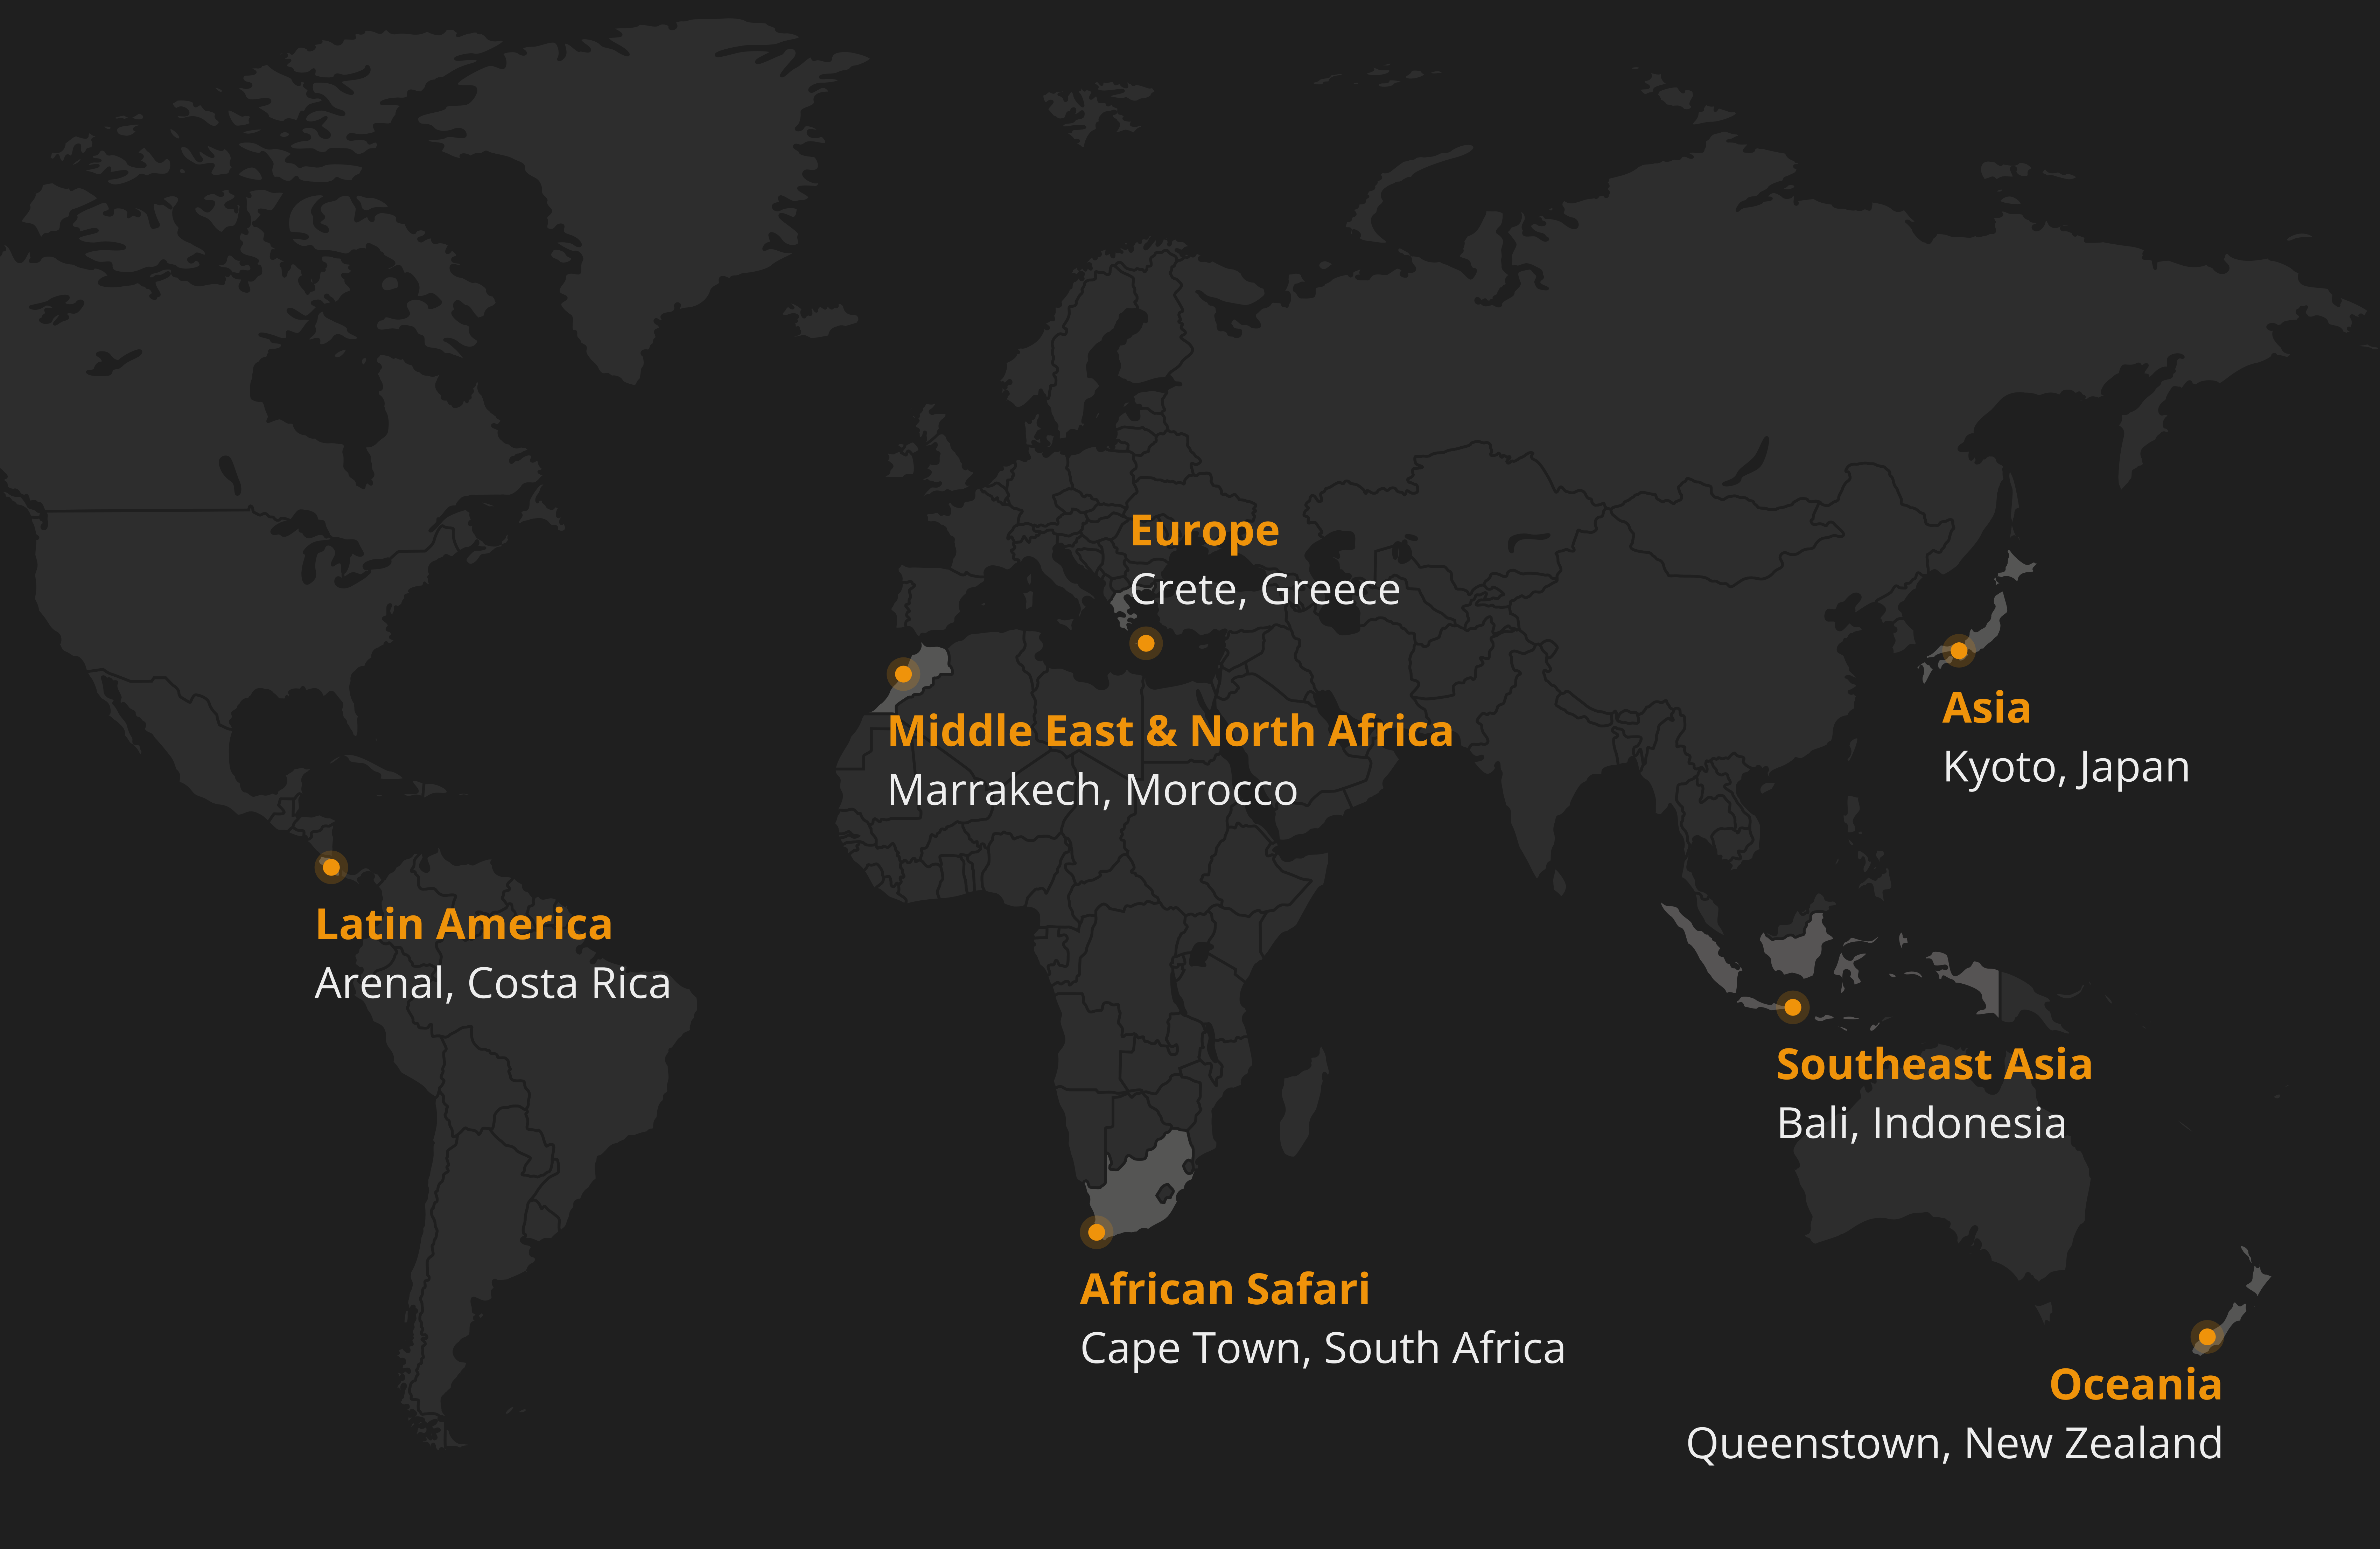 Europe
Crete, Greece
Asia
Kyoto, Japan
Middle East & North Africa
Marrakech, Morocco
Latin America
Arenal, Costa Rica
Southeast Asia
Bali, Indonesia
African Safari
Cape Town, South Africa
Oceania
Queenstown, New Zealand